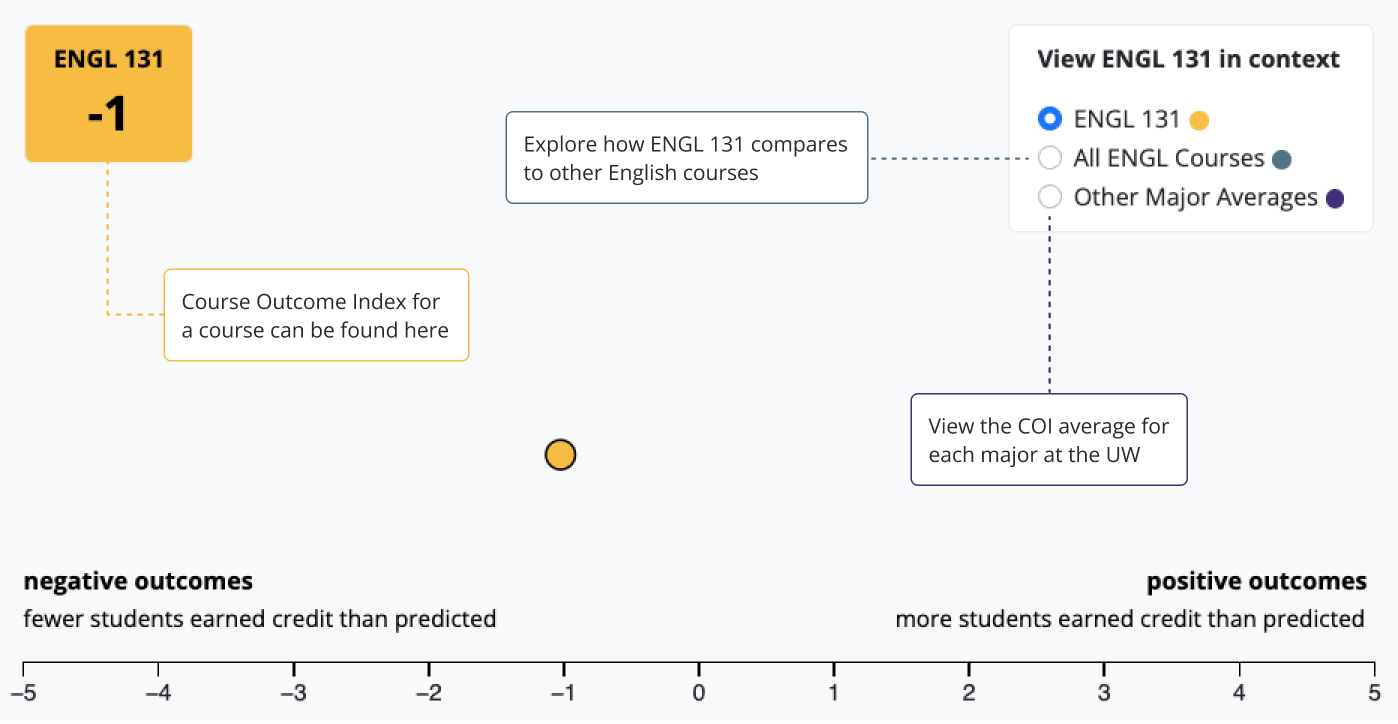 ENGL 131
-1
View ENGL 131 in context
ENGL 131
All ENGL Courses
Other Major Averages
Explore how ENGL 131 compares
to other English courses
Course Outcome Index for
a course can be found here
View the COI average for
each major at the UW
negative outcomes
fewer students earned credit than predicted
positive outcomes
more students earned credit than predicted
–5 –4 –3 –2 –1 0 1 2 3 4 5